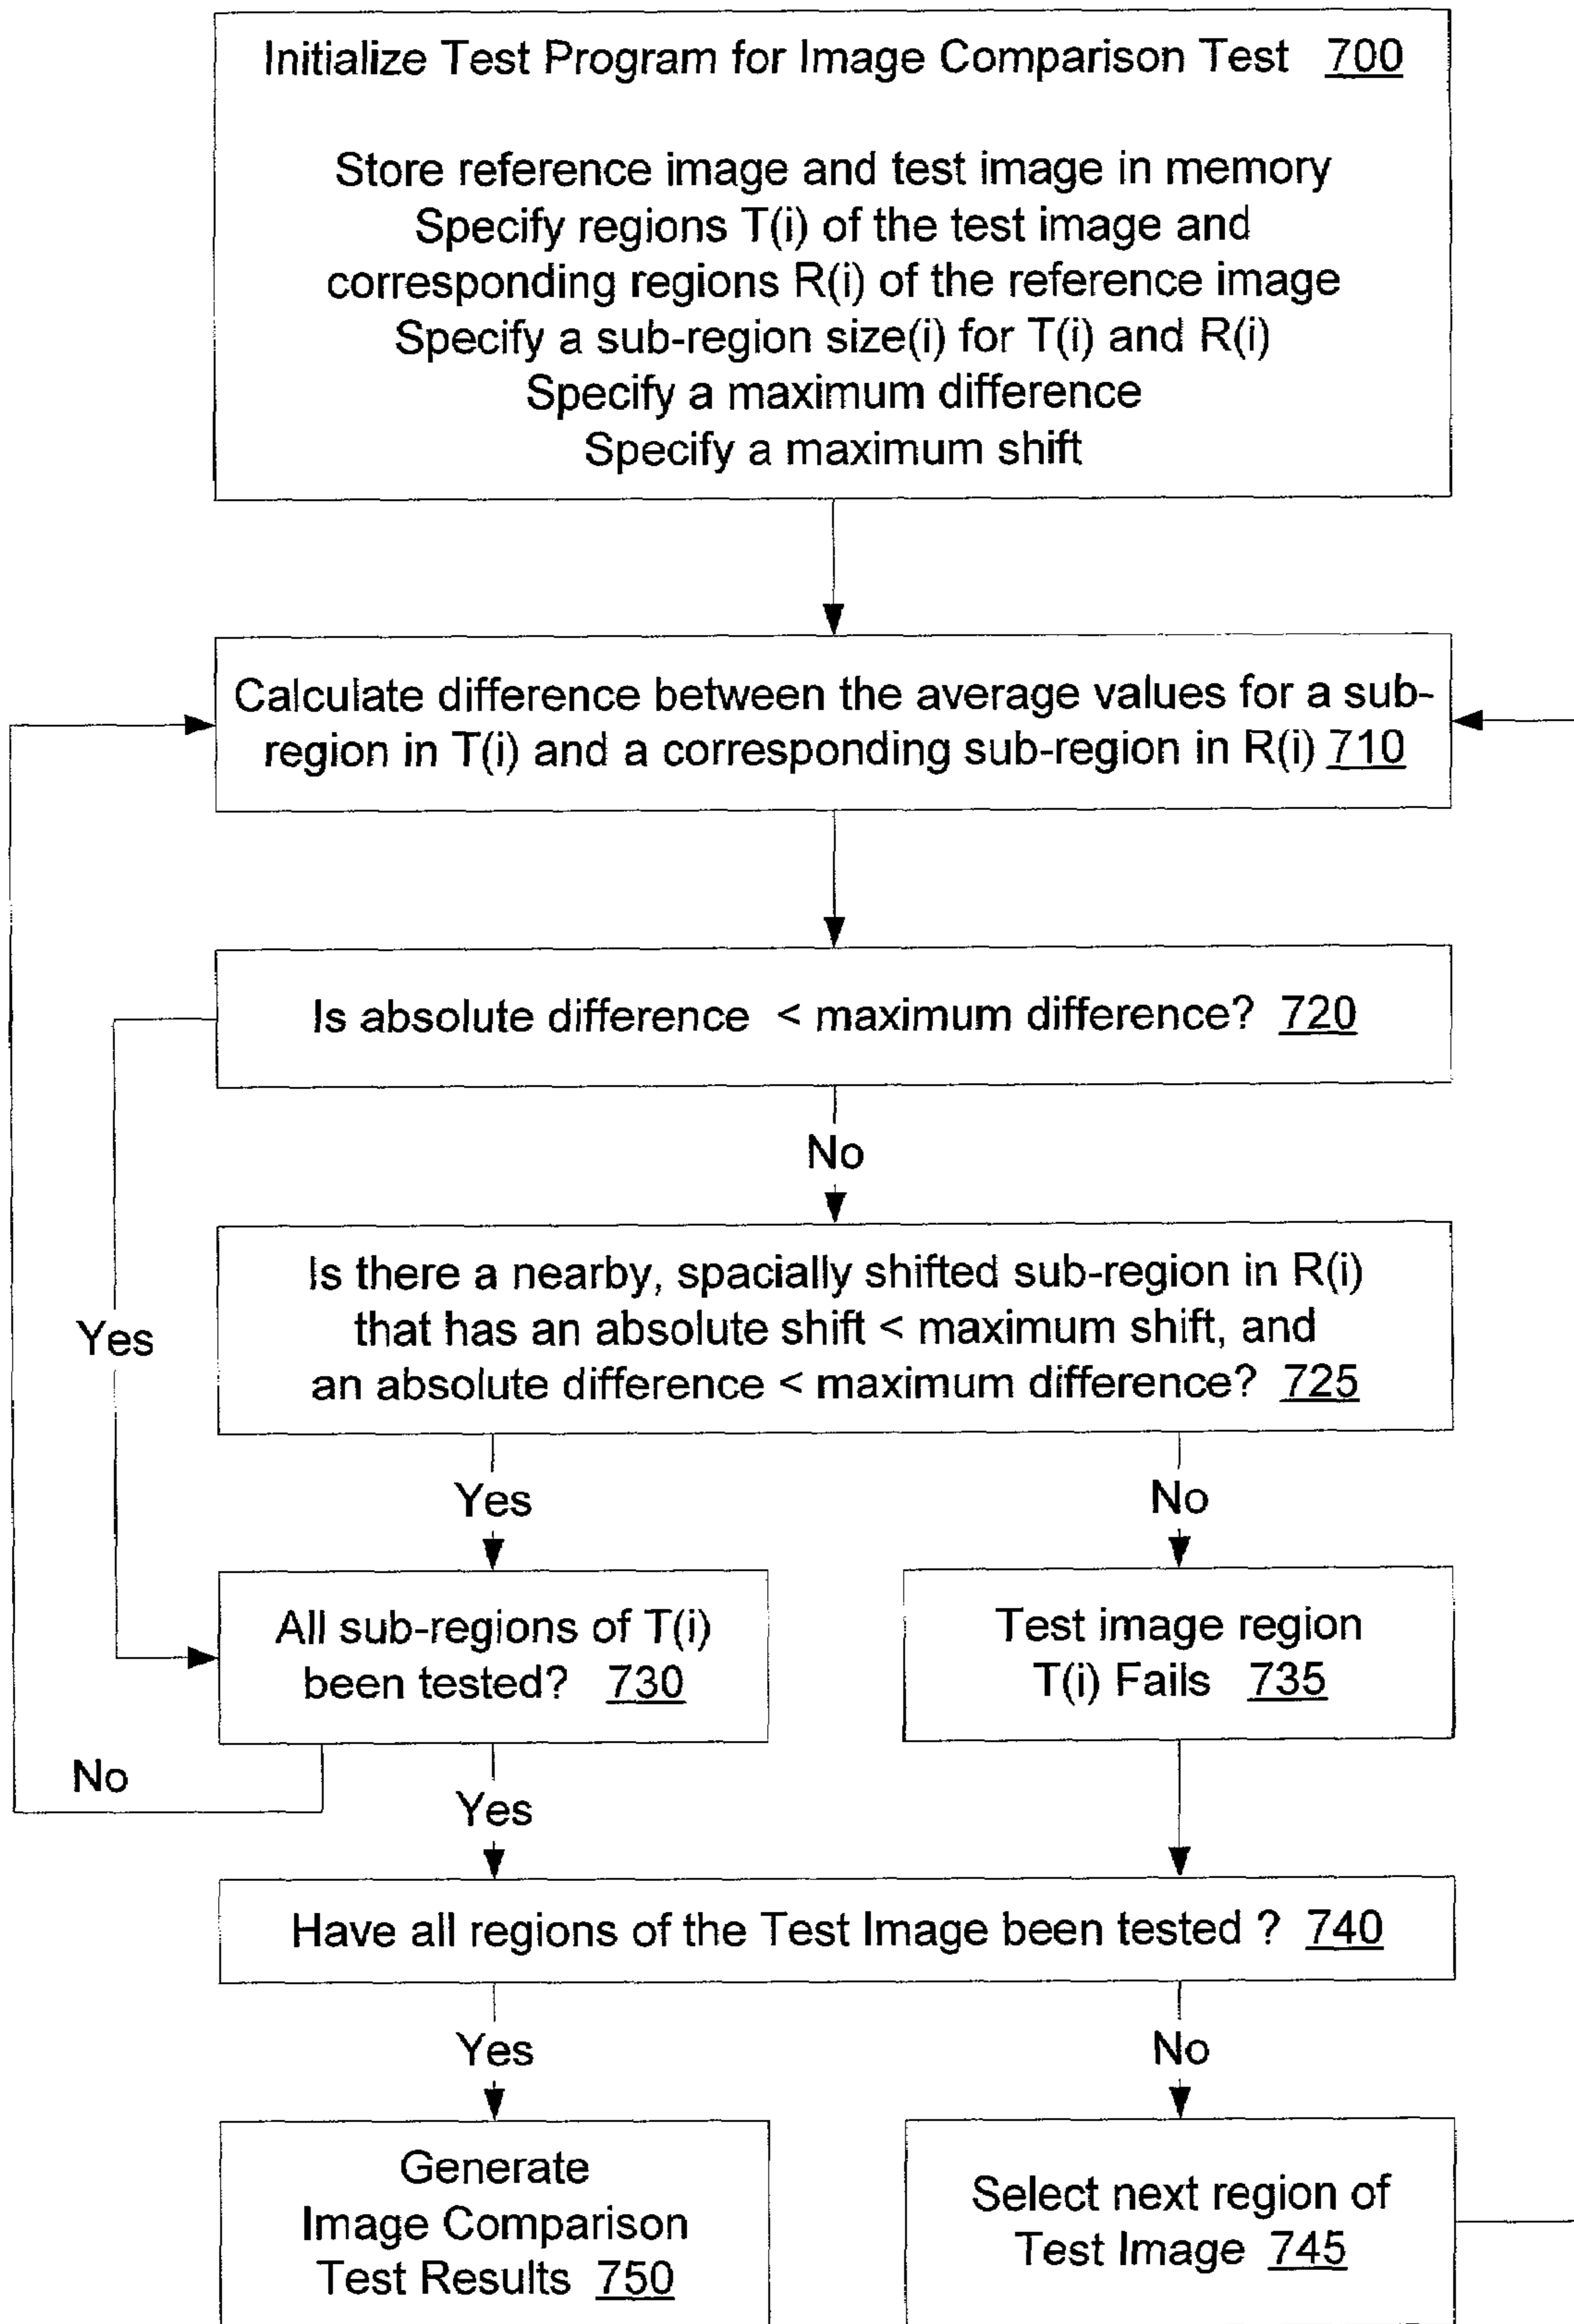 Initialize Test Program for Image Comparison Test 700
Store reference image and test image in memory
Specify regions T(i) of the test image and
corresponding regions R(i) of the reference image
Specify a sub-region size(i) for T(i) and R(i)
Specify a maximum difference
Specify a maximum shift
Calculate difference between the average values for a sub-
region in T(i) and a corresponding sub-region in R(i) 710
Is absolute difference < maximum difference? 720
No
Is there a nearby, spacially shifted sub-region in R(i)
that has an absolute shift < maximum shift, and
an absolute difference < maximum difference? 725
Yes
Yes
No
All sub-regions of T(i)
been tested? 730
Test image region
T(i) Fails 735
No
Yes
Have all regions of the Test Image been tested ? 740
Yes
No
Generate
Image Comparison
Test Results 750
Select next region of
Test Image 745